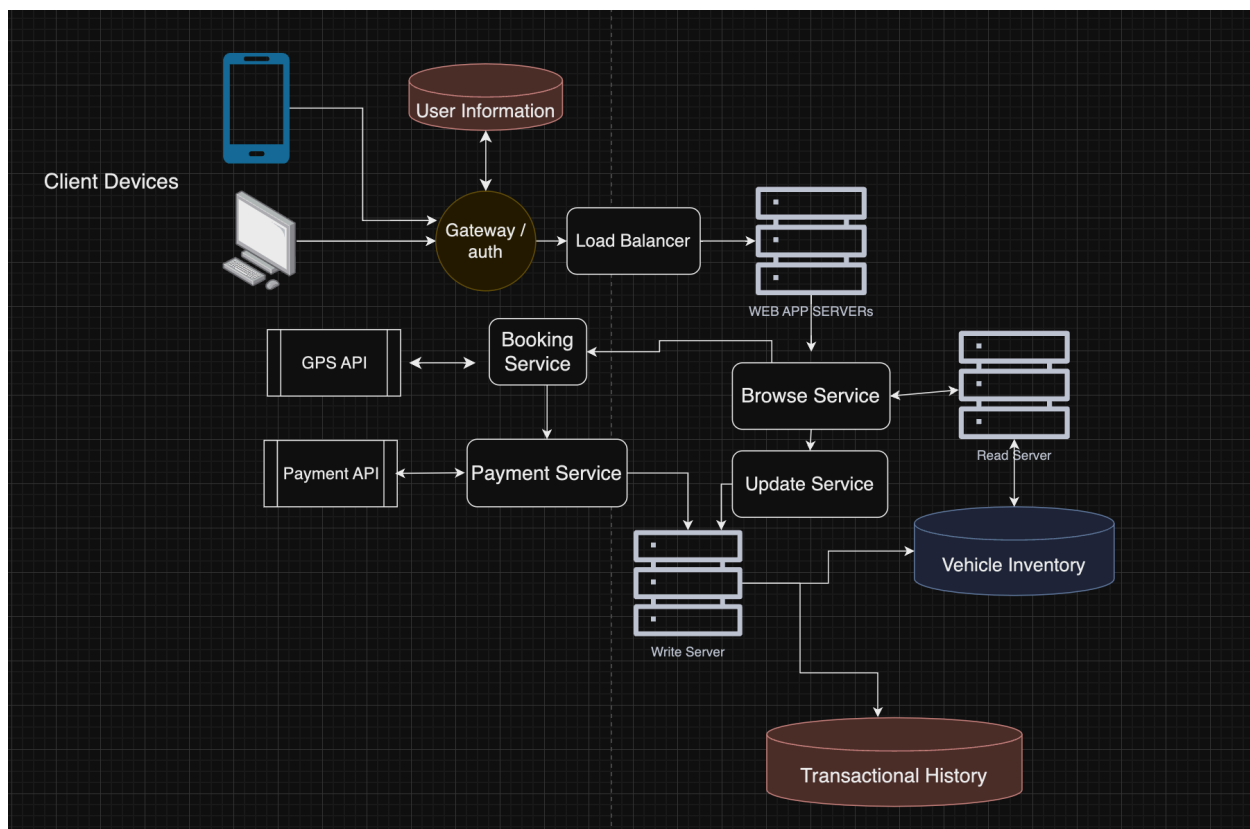 User Information
Client Devices
Gateway /
auth
Load Balancer
WEB APP SERVERs
GPS API
Booking
Service
Browse Service
Read Server
Payment API
Payment Service
Update Service
Vehicle Inventory
Write Server
Transactional History